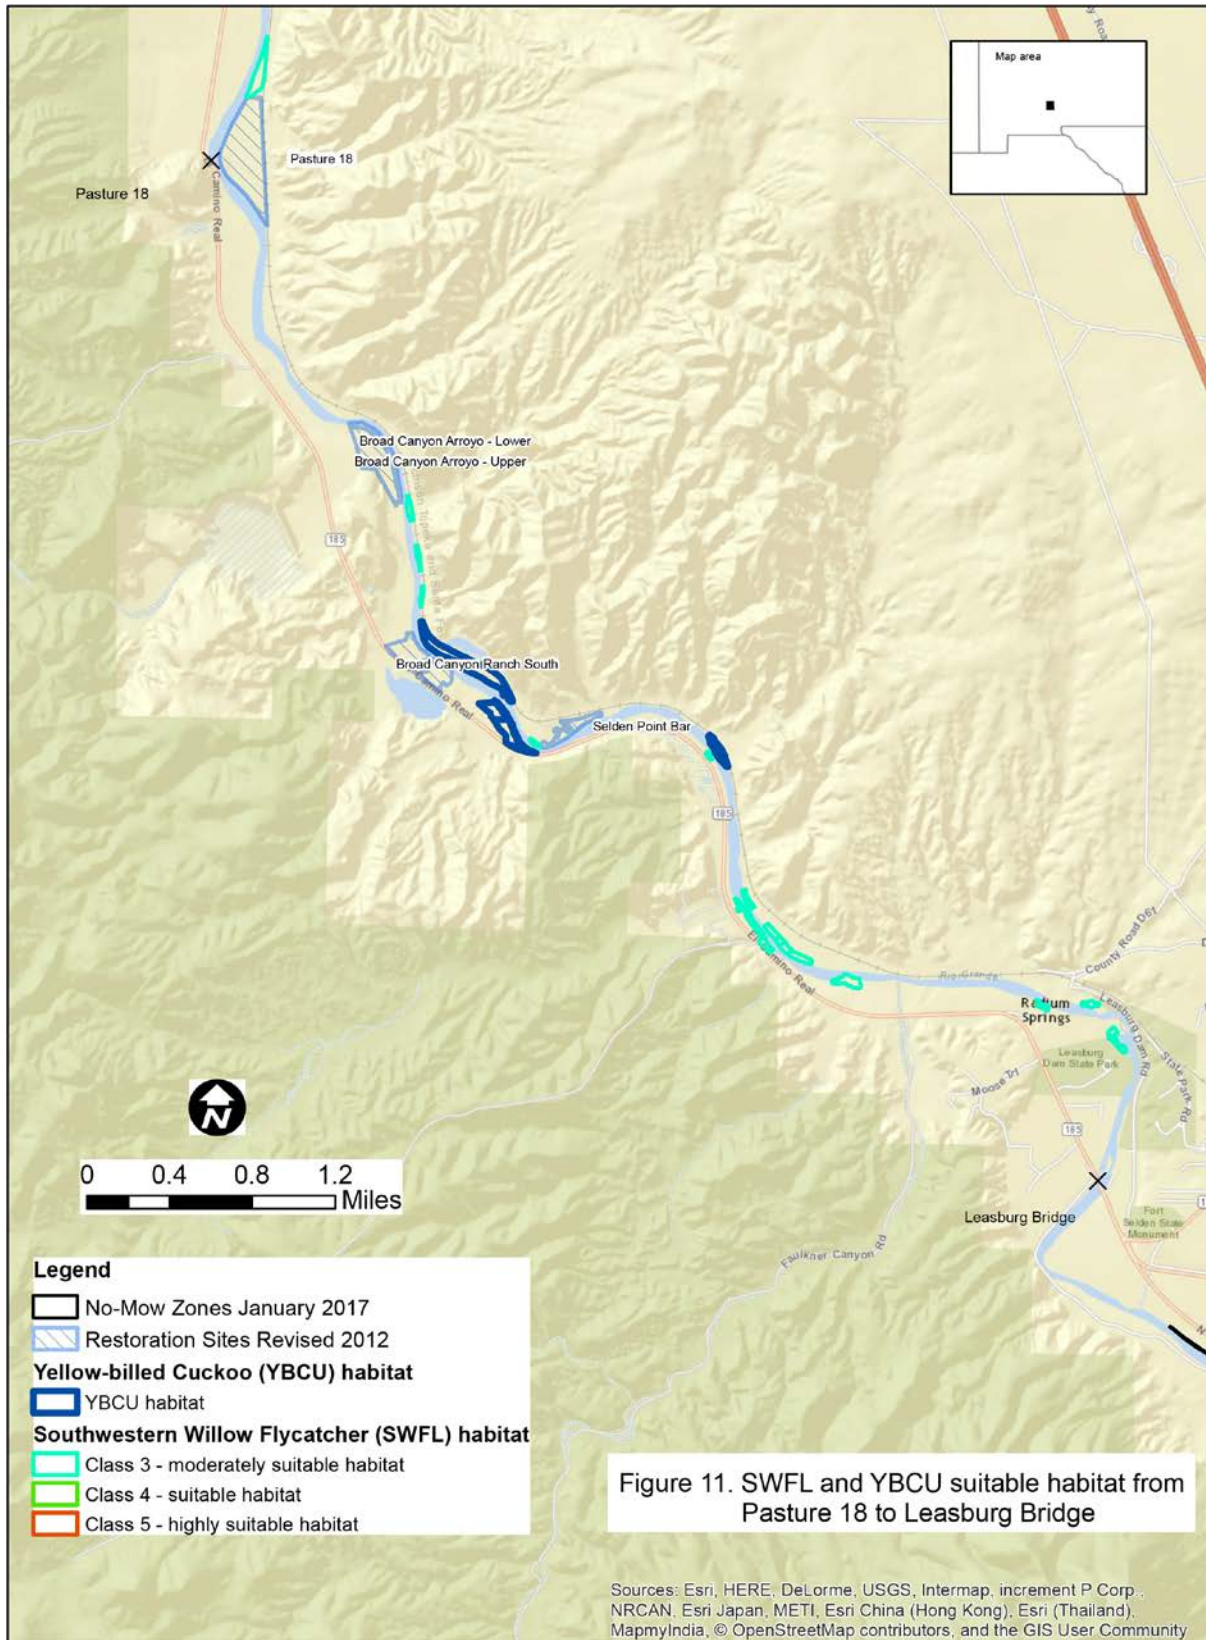 Map area
Pasture 18
Pasture 18
Camino Real
Broad Canyon Arroyo - Lower
Broad Canyon Arroyo - Upper
185
Broad Canyon Ranch South
Camino Real
Selden Point Bar
185
El Camino Real
Rio Grande
County Road D61
Radium
Springs
Leasburg Dam Rd
Leasburg
Dam State Park
State Park Rd
Moose Trl
185
Leasburg Bridge
Fort
Selden State
Monument
Faulkner Canyon Rd
N
0 0.4 0.8 1.2
Miles
Legend
No-Mow Zones January 2017
Restoration Sites Revised 2012
Yellow-billed Cuckoo (YBCU) habitat
YBCU habitat
Southwestern Willow Flycatcher (SWFL) habitat
Class 3 - moderately suitable habitat
Class 4 - suitable habitat
Class 5 - highly suitable habitat
Figure 11. SWFL and YBCU suitable habitat from
Pasture 18 to Leasburg Bridge
Sources: Esri, HERE, DeLorme, USGS, Intermap, increment P Corp.,
NRCAN, Esri Japan, METI, Esri China (Hong Kong), Esri (Thailand),
MapmyIndia, © OpenStreetMap contributors, and the GIS User Community